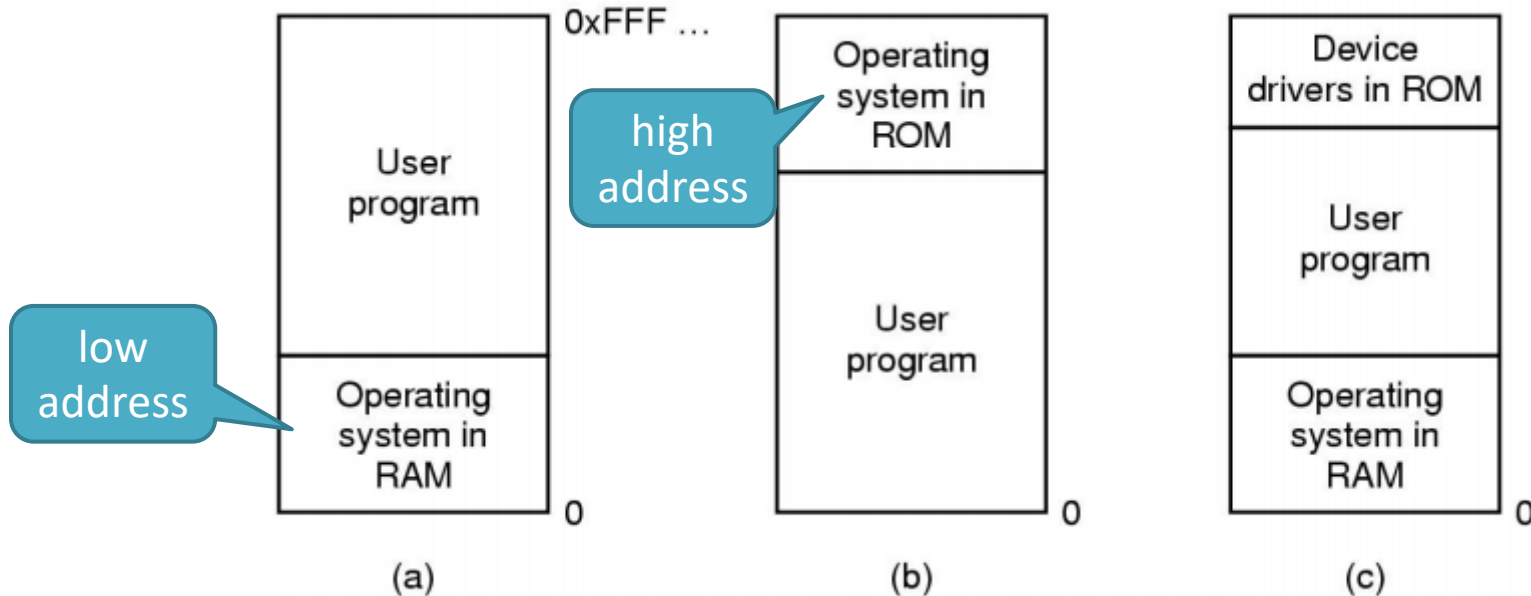 0xFFF ...
User
program
low
address
Operating
system in
RAM
0
(a)
Operating
system in
ROM
high
address
User
program
0
(b)
Device
drivers in ROM
User
program
Operating
system in
RAM
0
(c)